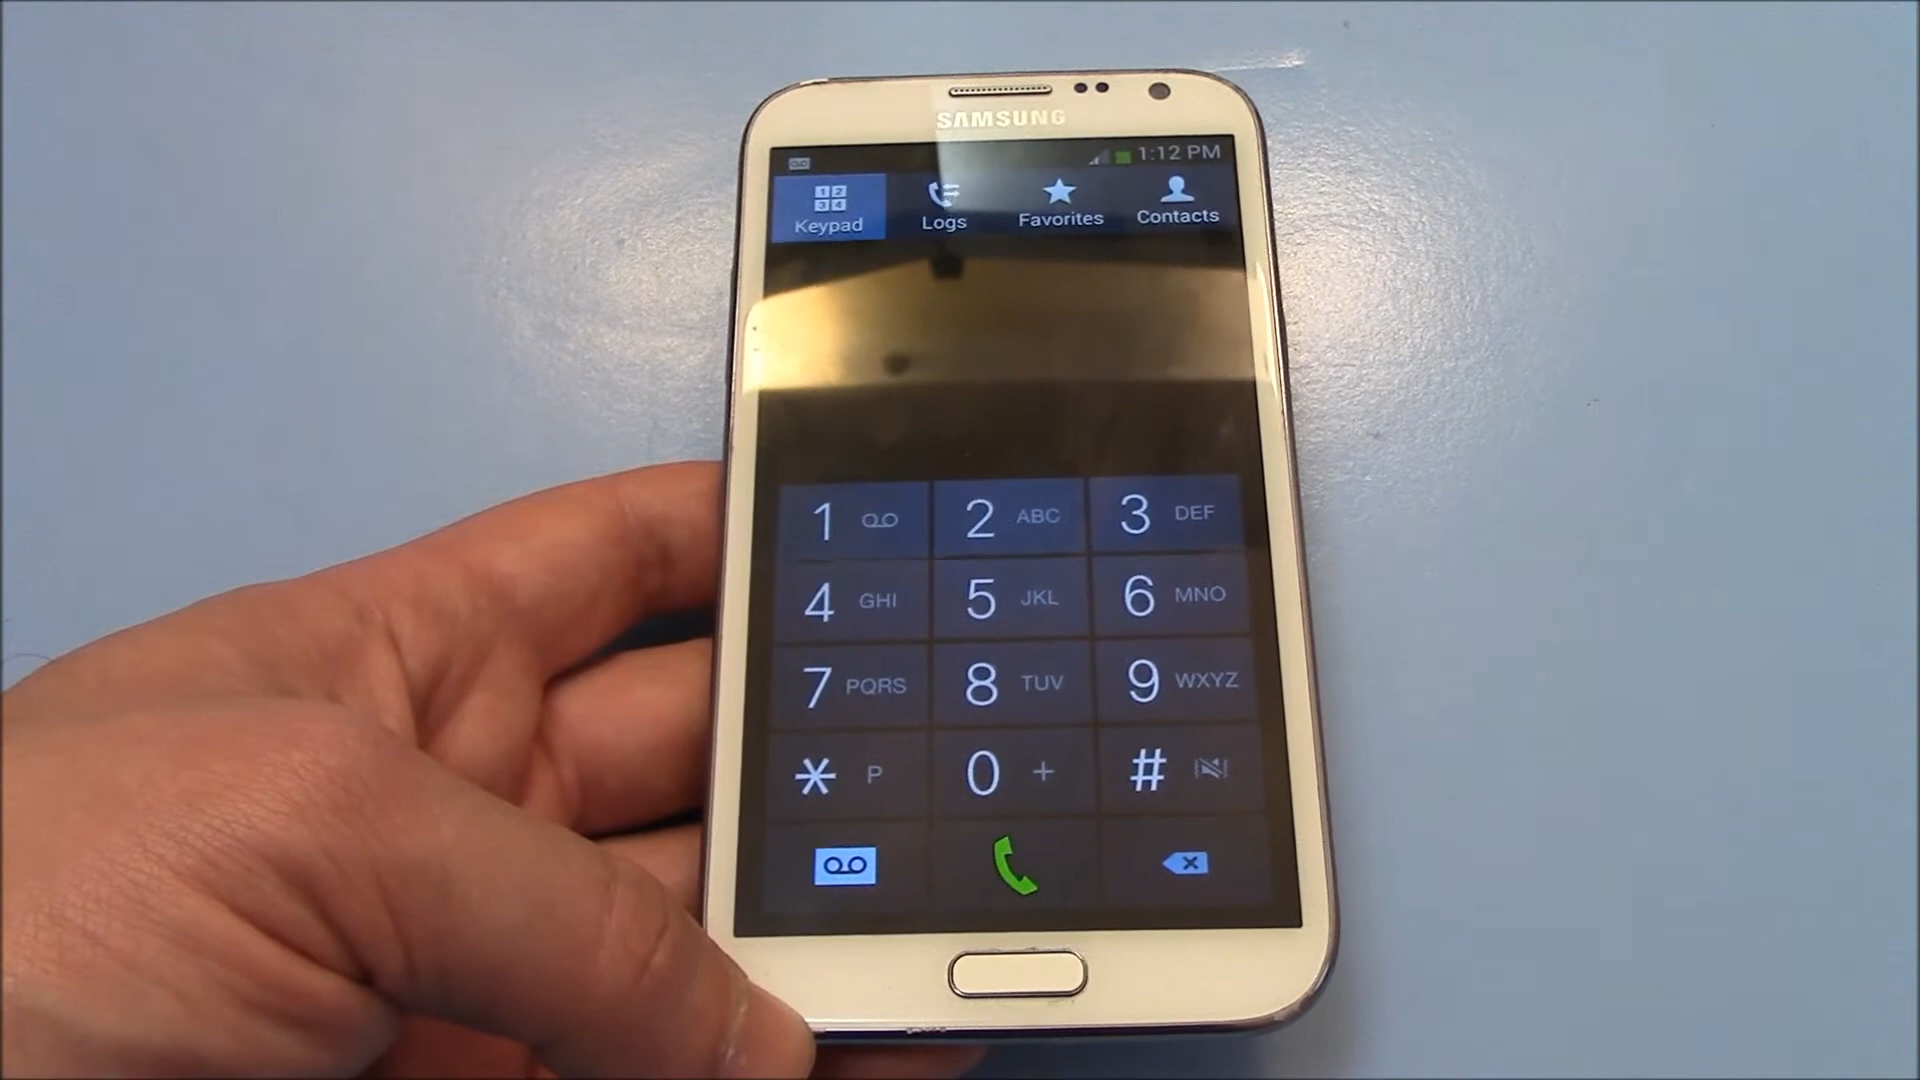 SAMSUNG
1:12 PM
Keypad Logs Favorites Contacts
1 2 ABC 3 DEF
4 GHI 5 JKL 6 MNO
7 PQRS 8 TUV 9 WXYZ
* P 0 + #